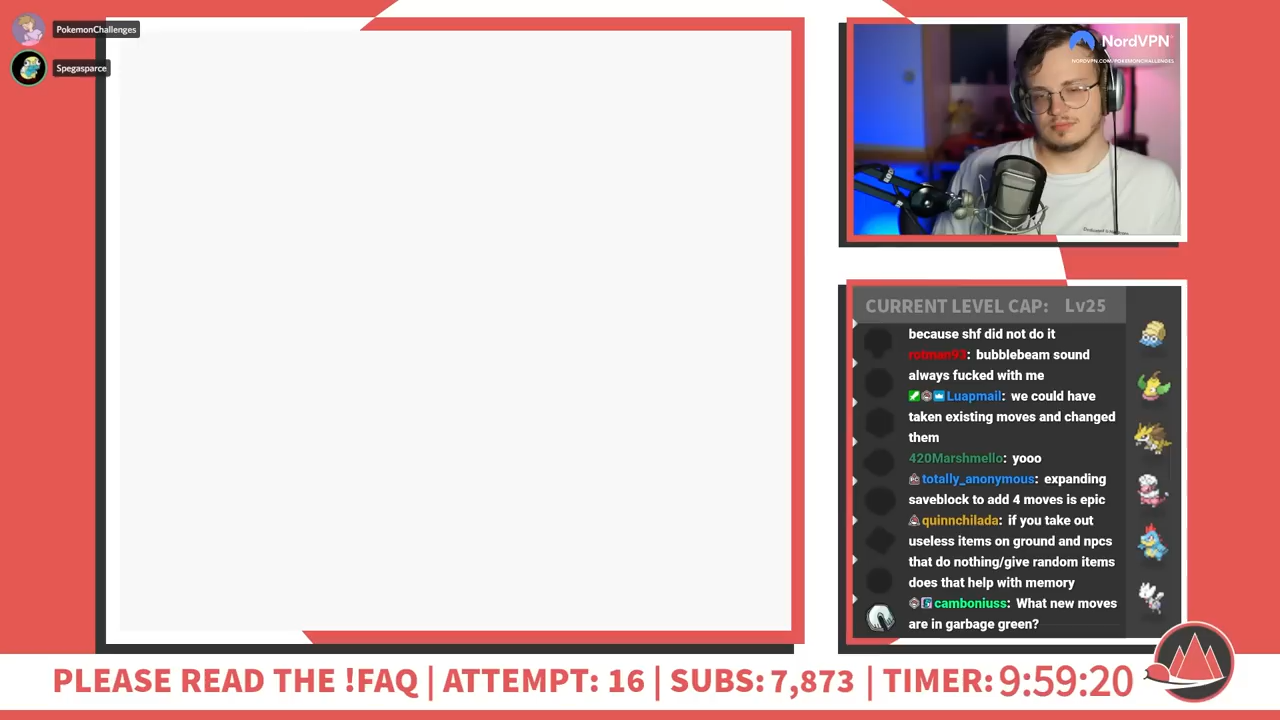 PokemonChallenges
Spegasparce
NordVPN
NORDVPN.COM/POKEMONCHALLENGES
CURRENT LEVEL CAP: Lv25
because shf did not do it
rotman93: bubblebeam sound
always fucked with me
Luapmail: we could have
taken existing moves and changed
them
420Marshmello: yooo
totally_anonymous: expanding
saveblock to add 4 moves is epic
quinnchilada: if you take out
useless items on ground and npcs
that do nothing/give random items
does that help with memory
camboniuss: What new moves
are in garbage green?
PLEASE READ THE !FAQ | ATTEMPT: 16 | SUBS: 7,873 | TIMER: 9:59:20